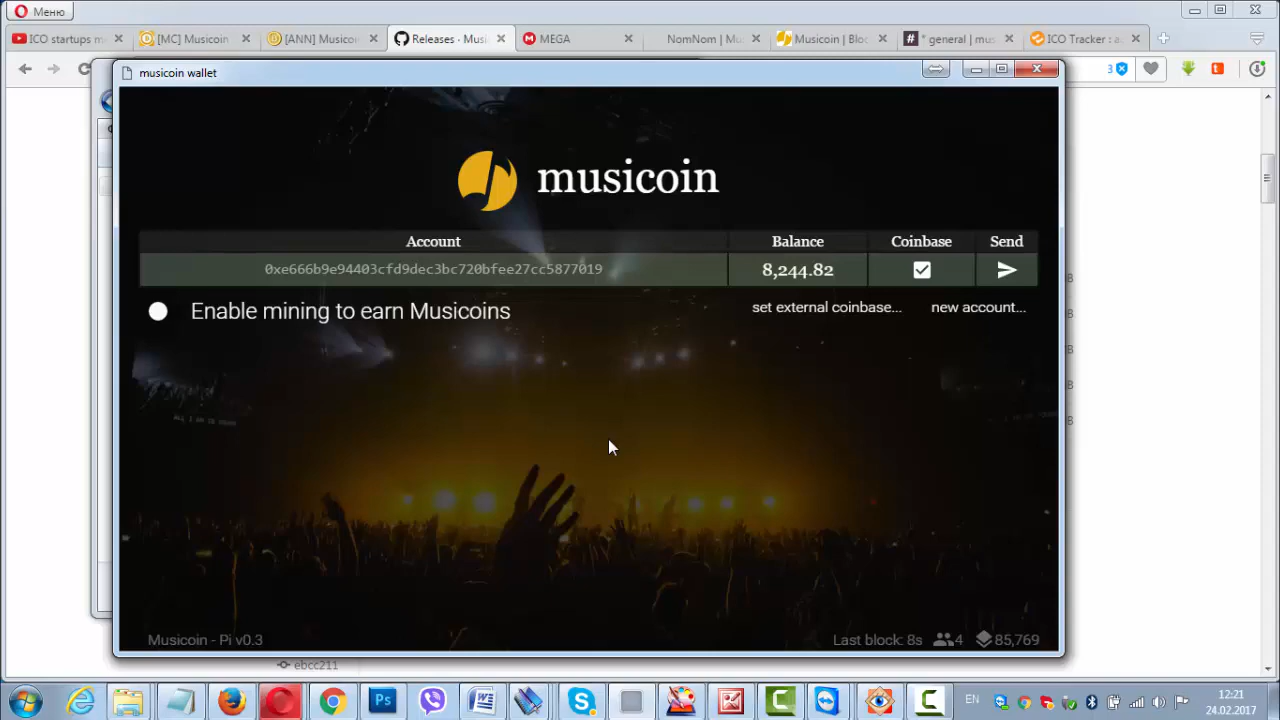 Меню
ICO startups m
[MC] Musicoin
[ANN] Musicoi
Releases · Musi
MEGA
NomNom | Mu
Musicoin | Bloc
* general | mus
ICO Tracker : a
3
musicoin wallet
musicoin
Account Balance Coinbase Send
0xe666b9e94403cfd9dec3bc720bfee27cc5877019 8,244.82
Enable mining to earn Musicoins
set external coinbase... new account...
Musicoin - Pi v0.3 Last block: 8s 4 85,769
ebcc211
EN 12:21
24.02.2017